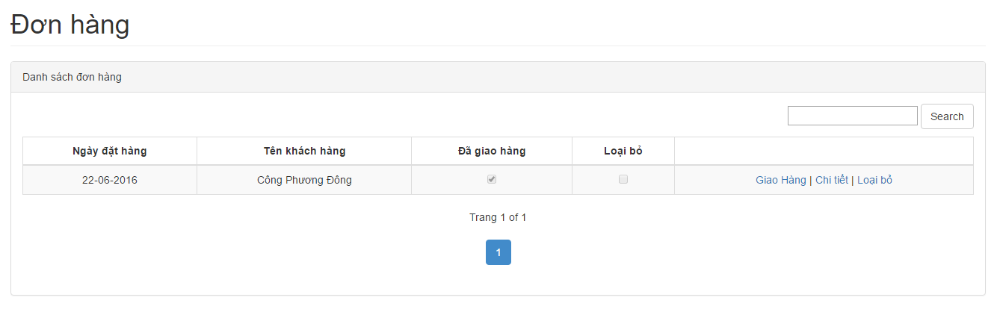 Đơn hàng
Danh sách đơn hàng
Search
Ngày đặt hàng Tên khách hàng Đã giao hàng Loại bỏ
22-06-2016 Công Phương Đông Giao Hàng | Chi tiết | Loại bỏ
Trang 1 of 1
1